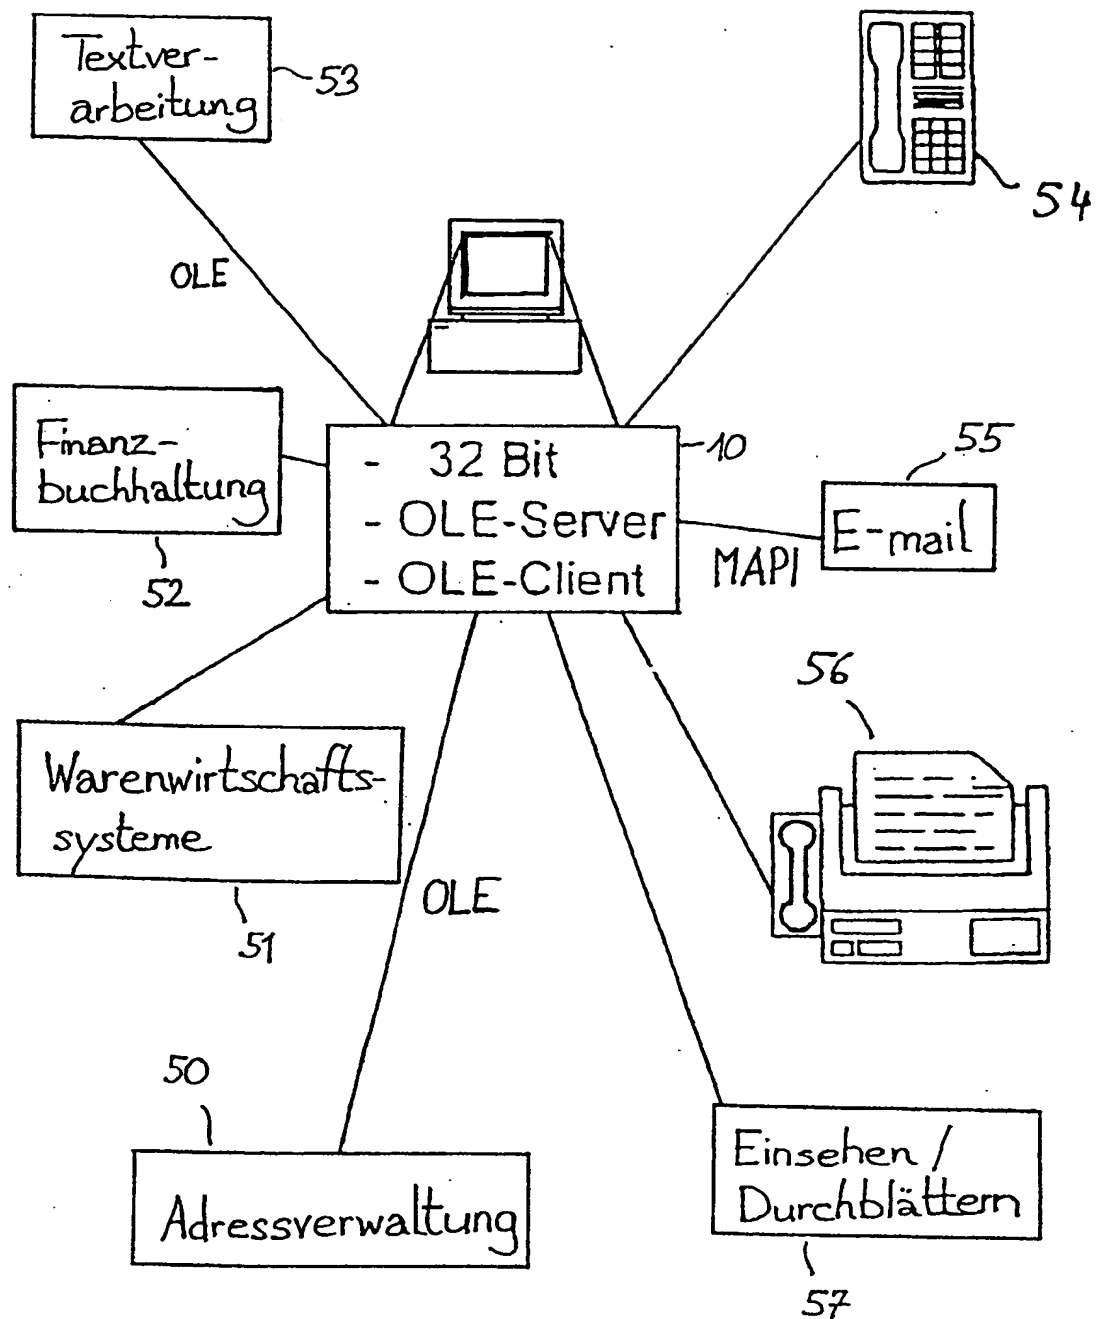 Textver-
arbeitung
53
54
OLE
Finanz-
buchhaltung
52
- 32 Bit
- OLE-Server
- OLE-Client
10
55
E-mail
MAPI
56
Warenwirtschafts-
systeme
51
OLE
50
Adressverwaltung
Einsehen /
Durchblättern
57